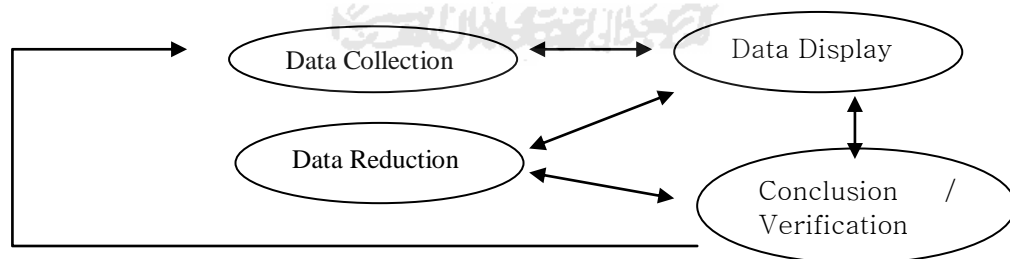 Data Collection
Data Display
Data Reduction
Conclusion /
Verification